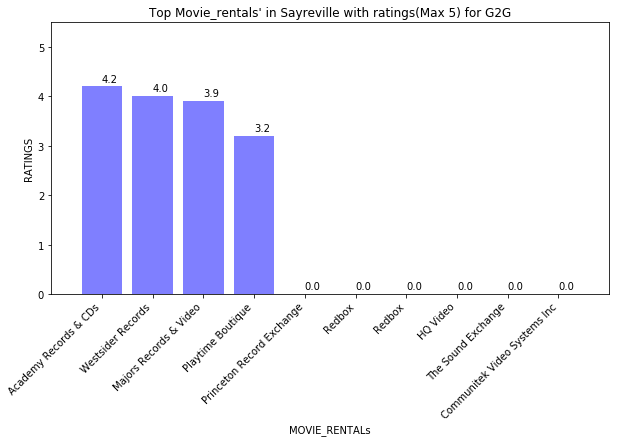 Top Movie_rentals' in Sayreville with ratings(Max 5) for G2G
RATINGS
5
4
3
2
1
0
4.2
4.0
3.9
3.2
0.0
0.0
0.0
0.0
0.0
0.0
Academy Records & CDs
Westsider Records
Majors Records & Video
Playtime Boutique
Princeton Record Exchange
Redbox
Redbox
HQ Video
The Sound Exchange
Communitek Video Systems Inc
MOVIE_RENTALs